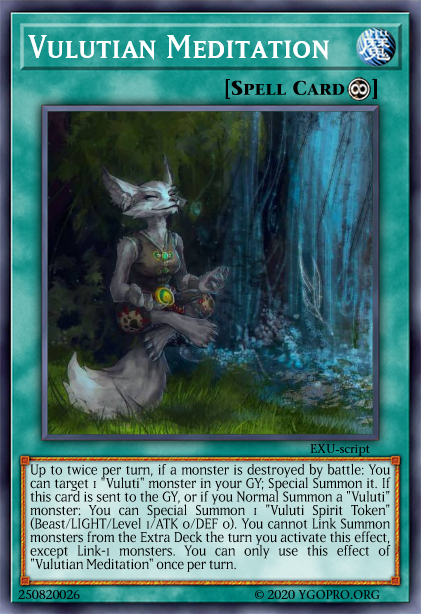 Vulutian Meditation
魔
[Spell Card]
EXU-script
Up to twice per turn, if a monster is destroyed by battle: You
can target 1 "Vuluti" monster in your GY; Special Summon it. If
this card is sent to the GY, or if you Normal Summon a "Vuluti"
monster: You can Special Summon 1 "Vuluti Spirit Token"
(Beast/LIGHT/Level 1/ATK 0/DEF 0). You cannot Link Summon
monsters from the Extra Deck the turn you activate this effect,
except Link-1 monsters. You can only use this effect of
"Vulutian Meditation" once per turn.
250820026
© 2020 YGOPRO.ORG